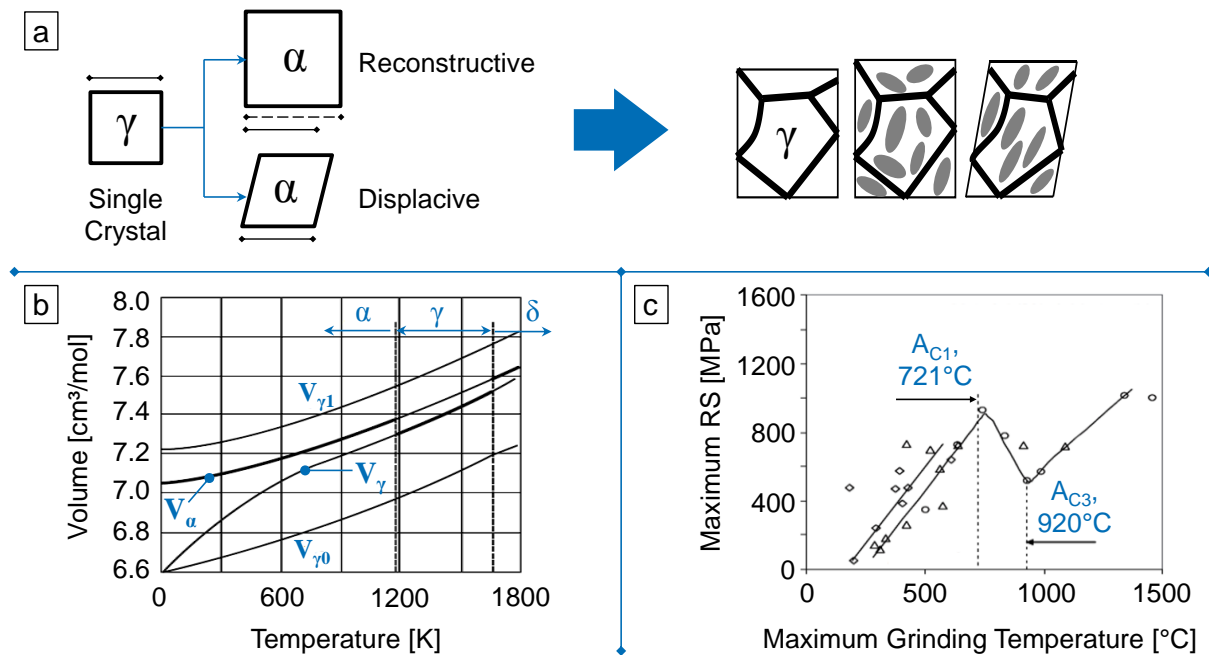 a
γ
Single
Crystal
α
Reconstructive
α
Displacive
γ
b
Volume [cm³/mol]
8.0
7.8
7.6
7.4
7.2
7.0
6.8
6.6
α
γ
δ
Vγ1
Vα
Vγ
Vγ0
0
600
1200
1800
Temperature [K]
c
Maximum RS [MPa]
1600
1200
800
400
0
AC1,
721°C
AC3,
920°C
0
500
1000
1500
Maximum Grinding Temperature [°C]